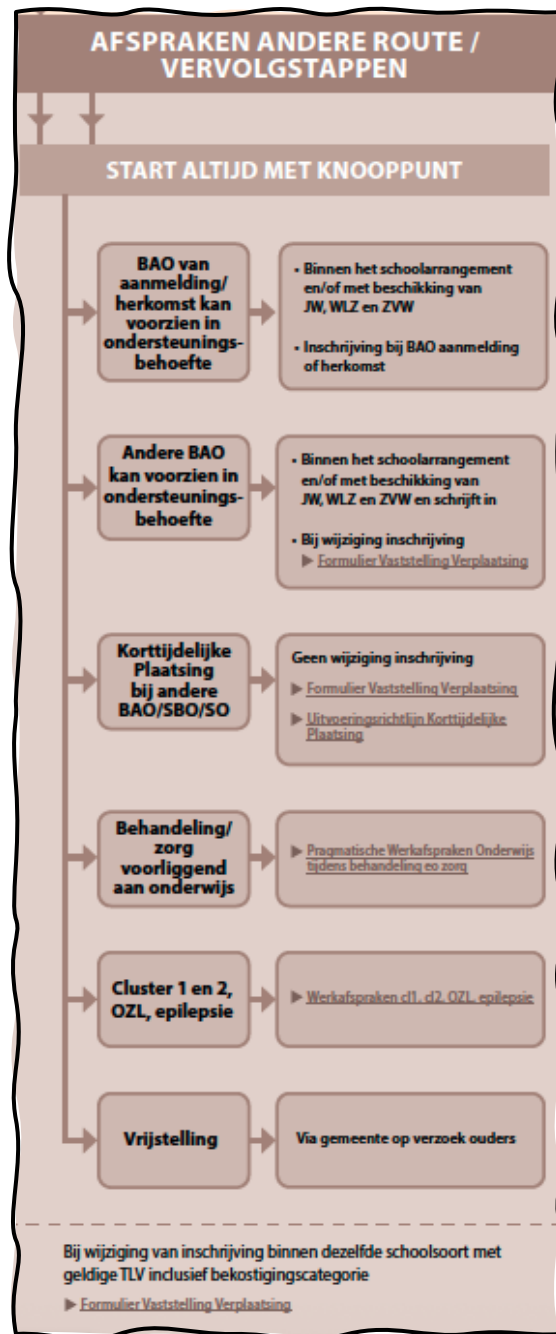 AFSPRAKEN ANDERE ROUTE /
VERVOLGSTAPPEN
START ALTIJD MET KNOOPPUNT
BAO van
aanmelding/
herkomst kan
voorzien in
ondersteunings-
behoefte
• Binnen het schoolarrangement
en/of met beschikking van
JW, WLZ en ZVW
• Inschrijving bij BAO aanmelding
of herkomst
Andere BAO
kan voorzien in
ondersteunings-
behoefte
• Binnen het schoolarrangement
en/of met beschikking van
JW, WLZ en ZVW en schrijft in
• Bij wijziging inschrijving
▶ Formulier Vaststelling Verplaatsing
Korttijdelijke
Plaatsing
bij andere
BAO/SBO/SO
Geen wijziging inschrijving
▶ Formulier Vaststelling Verplaatsing
▶ Uitvoeringsrichtlijn Korttijdelijke
Plaatsing
Behandeling/
zorg
voorliggend
aan onderwijs
▶ Pragmatische Werkafspraken Onderwijs
tijdens behandeling eo zorg
Cluster 1 en 2,
OZL, epilepsie
▶ Werkafspraken cl1, cl2, OZL, epilepsie
Vrijstelling
Via gemeente op verzoek ouders
Bij wijziging van inschrijving binnen dezelfde schoolsoort met
geldige TLV inclusief bekostigingscategorie
▶ Formulier Vaststelling Verplaatsing